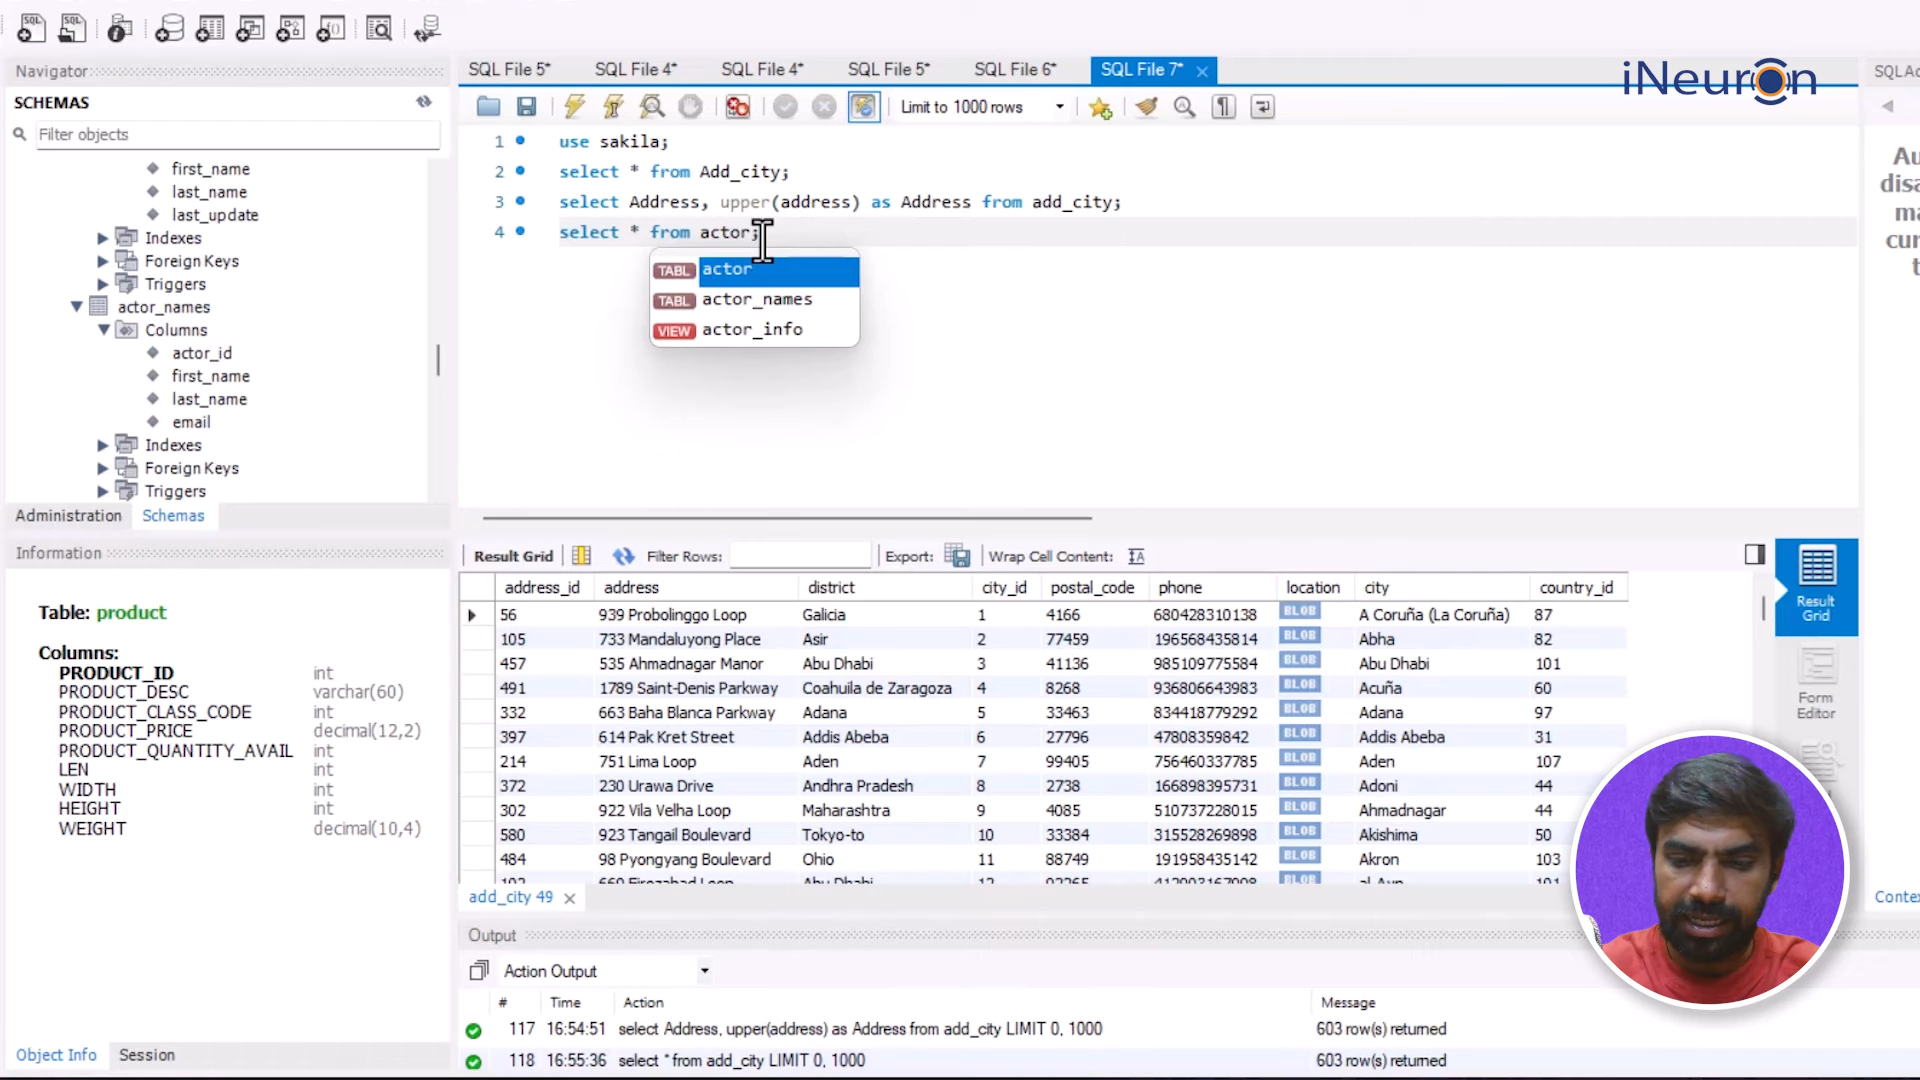 Navigator
SCHEMAS
Filter objects
first_name
last_name
last_update
Indexes
Foreign Keys
Triggers
actor_names
Columns
actor_id
first_name
last_name
email
Indexes
Foreign Keys
Triggers
Administration Schemas
Information
Table: product
Columns:
PRODUCT_ID int
PRODUCT_DESC varchar(60)
PRODUCT_CLASS_CODE int
PRODUCT_PRICE decimal(12,2)
PRODUCT_QUANTITY_AVAIL int
LEN int
WIDTH int
HEIGHT int
WEIGHT decimal(10,4)
Object Info Session
SQL File 5* SQL File 4* SQL File 4* SQL File 5* SQL File 6* SQL File 7*
iNeuron
Limit to 1000 rows
1 use sakila;
2 select * from Add_city;
3 select Address, upper(address) as Address from add_city;
4 select * from actor;
TABL actor
TABL actor_names
VIEW actor_info
Result Grid Filter Rows: Export: Wrap Cell Content:
address_id address district city_id postal_code phone location city country_id
56 939 Probolinggo Loop Galicia 1 4166 680428310138 BLOB A Coruña (La Coruña) 87
105 733 Mandaluyong Place Asir 2 77459 196568435814 BLOB Abha 82
457 535 Ahmadnagar Manor Abu Dhabi 3 41136 985109775584 BLOB Abu Dhabi 101
491 1789 Saint-Denis Parkway Coahuila de Zaragoza 4 8268 936806643983 BLOB Acuña 60
332 663 Baha Blanca Parkway Adana 5 33463 834418779292 BLOB Adana 97
397 614 Pak Kret Street Addis Abeba 6 27796 47808359842 BLOB Addis Abeba 31
214 751 Lima Loop Aden 7 99405 756460337785 BLOB Aden 107
372 230 Urawa Drive Andhra Pradesh 8 2738 166898395731 BLOB Adoni 44
302 922 Vila Velha Loop Maharashtra 9 4085 510737228015 BLOB Ahmadnagar 44
580 923 Tangail Boulevard Tokyo-to 10 33384 315528269898 BLOB Akishima 50
484 98 Pyongyang Boulevard Ohio 11 88749 191958435142 BLOB Akron 103
add_city 49
Result Grid
Form Editor
Output
Action Output
# Time Action Message
117 16:54:51 select Address, upper(address) as Address from add_city LIMIT 0, 1000 603 row(s) returned
118 16:55:36 select * from add_city LIMIT 0, 1000 603 row(s) returned